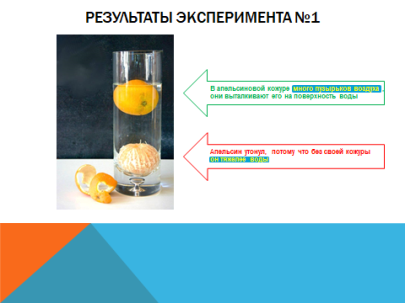 РЕЗУЛЬТАТЫ ЭКСПЕРИМЕНТА №1
В апельсиновой кожуре много пузырьков воздуха,
они выталкивают его на поверхность воды
Апельсин утонул, потому что без своей кожуры
он тяжелее воды